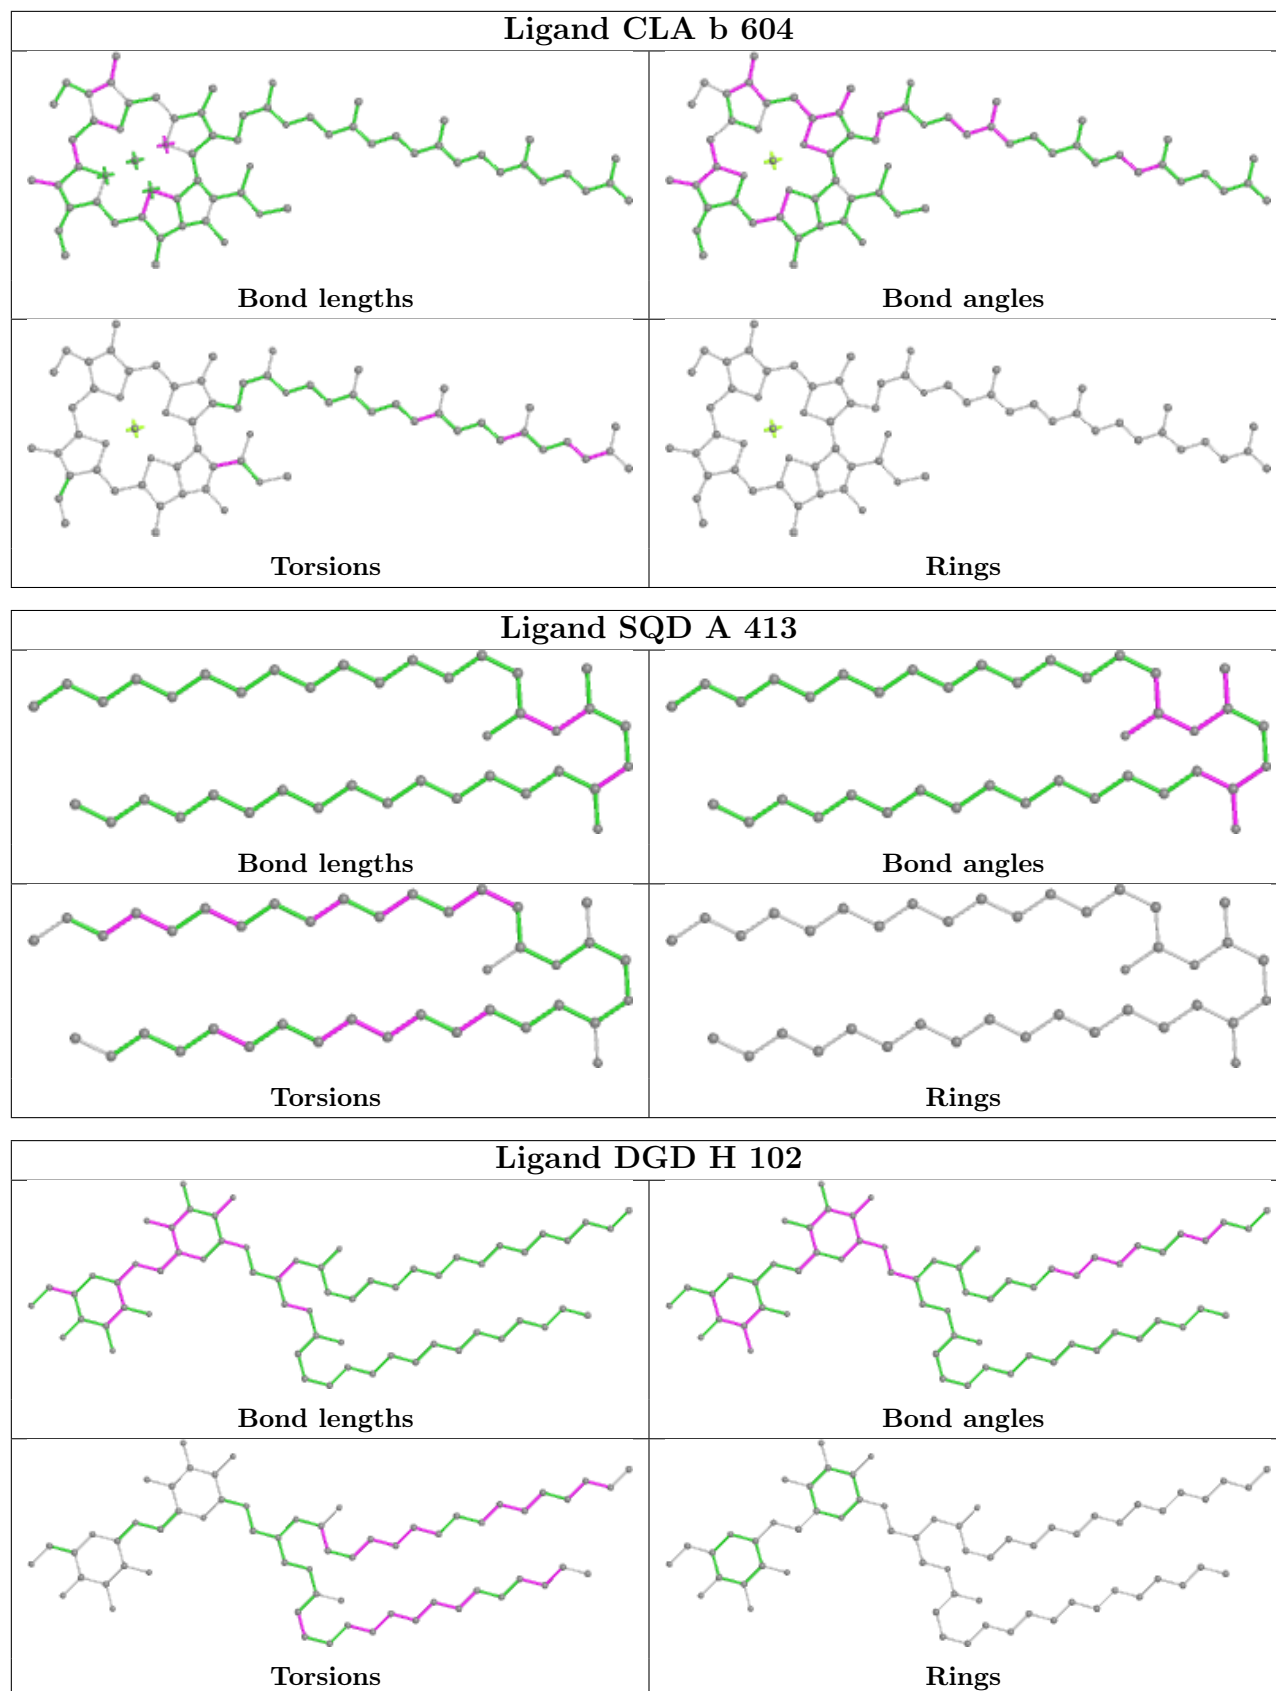 Ligand CLA b 604
Bond lengths
Bond angles
Torsions
Rings
Ligand SQD A 413
Bond lengths
Bond angles
Torsions
Rings
Ligand DGD H 102
Bond lengths
Bond angles
Torsions
Rings